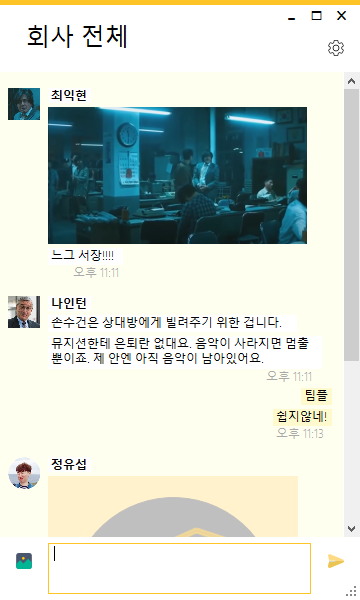 회사 전체
최익현
느그 서장!!!!
오후 11:11
나인턴
손수건은 상대방에게 빌려주기 위한 겁니다.
뮤지션한테 은퇴란 없대요. 음악이 사라지면 멈출
뿐이죠. 제 안엔 아직 음악이 남아있어요.
오후 11:11
팀플
쉽지않네!
오후 11:13
정유섭